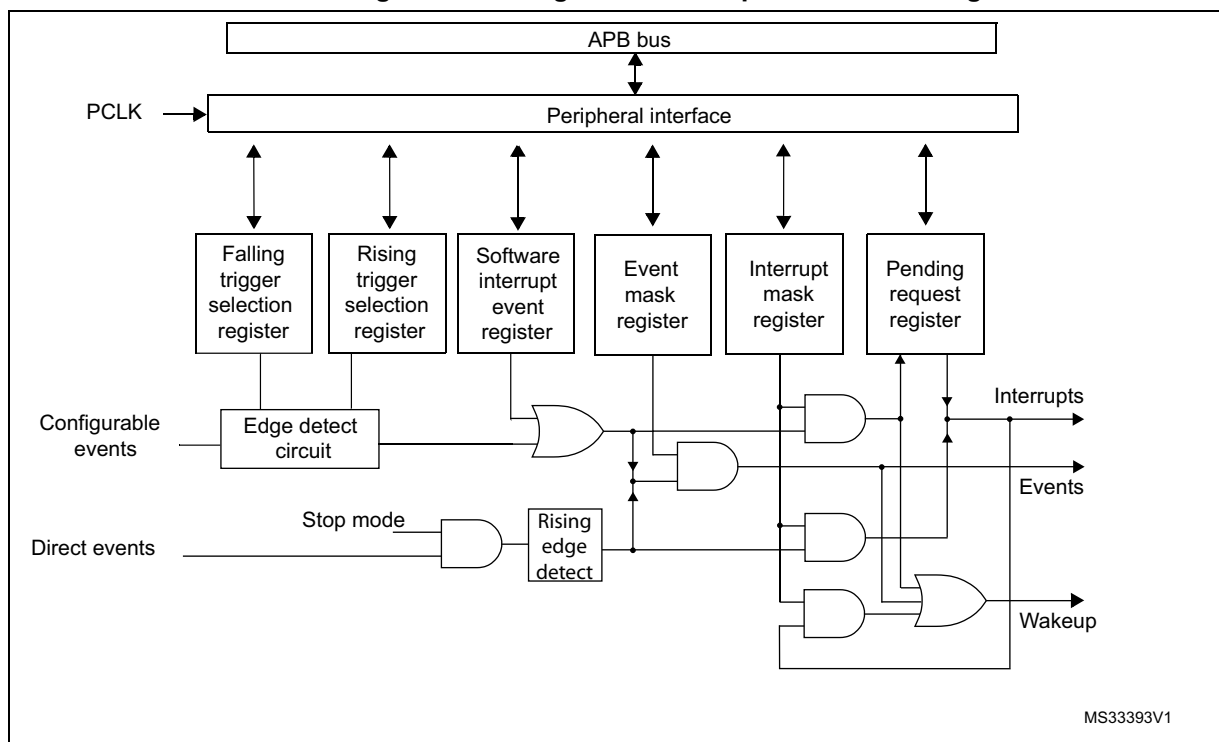 APB bus
PCLK
Peripheral interface
Falling
trigger
selection
register
Rising
trigger
selection
register
Software
interrupt
event
register
Event
mask
register
Interrupt
mask
register
Pending
request
register
Configurable
events
Edge detect
circuit
Interrupts
Events
Stop mode
Direct events
Rising
edge
detect
Wakeup
MS33393V1